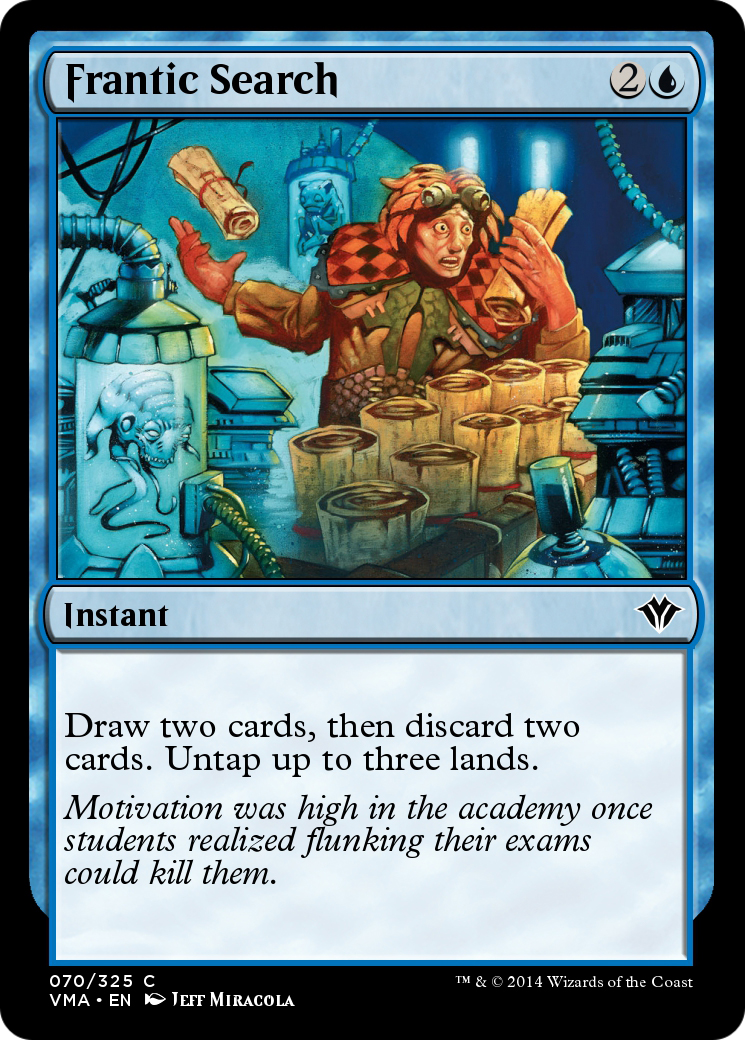 Frantic Search
2
Instant
Draw two cards, then discard two
cards. Untap up to three lands.
Motivation was high in the academy once
students realized flunking their exams
could kill them.
070/325 C
VMA • EN Jeff Miracola
™ & © 2014 Wizards of the Coast